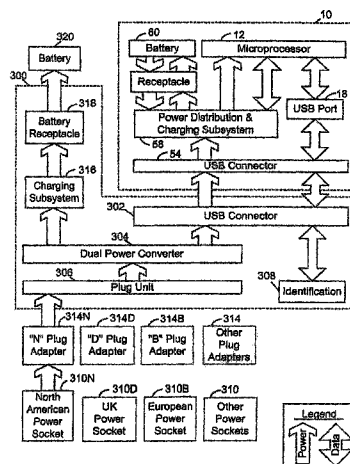 10
320
Battery
60
Battery
12
Microprocessor
300
Receptacle
18
USB Port
318
Battery
Receptacle
Power Distribution &
Charging Subsystem
58
54
USB Connector
316
Charging
Subsystem
302
USB Connector
304
Dual Power Converter
306
Plug Unit
308
Identification
314N
"N" Plug
Adapter
314D
"D" Plug
Adapter
314B
"B" Plug
Adapter
314
Other
Plug
Adapters
310N
North
American
Power
Socket
310D
UK
Power
Socket
310B
European
Power
Socket
310
Other
Power
Sockets
Legend
Power
Data